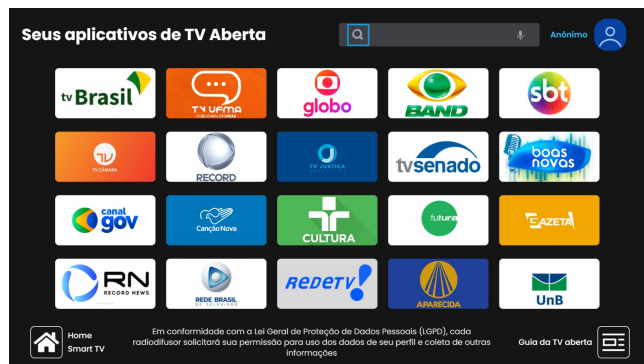 Seus aplicativos de TV Aberta
Anônimo
tv Brasil
TV UFMA
globo
BAND
sbt
TV CÂMARA
RECORD
TV JUSTIÇA
tvsenado
boas novas
canal gov
Canção Nova
CULTURA
futura
GAZETA
RN RECORD NEWS
REDE BRASIL DE TELEVISÃO
REDETV!
APARECIDA
UnB
Home
Smart TV
Em conformidade com a Lei Geral de Proteção de Dados Pessoais (LGPD), cada
radiodifusor solicitará sua permissão para uso dos dados de seu perfil e coleta de outras
informações
Guia da TV aberta